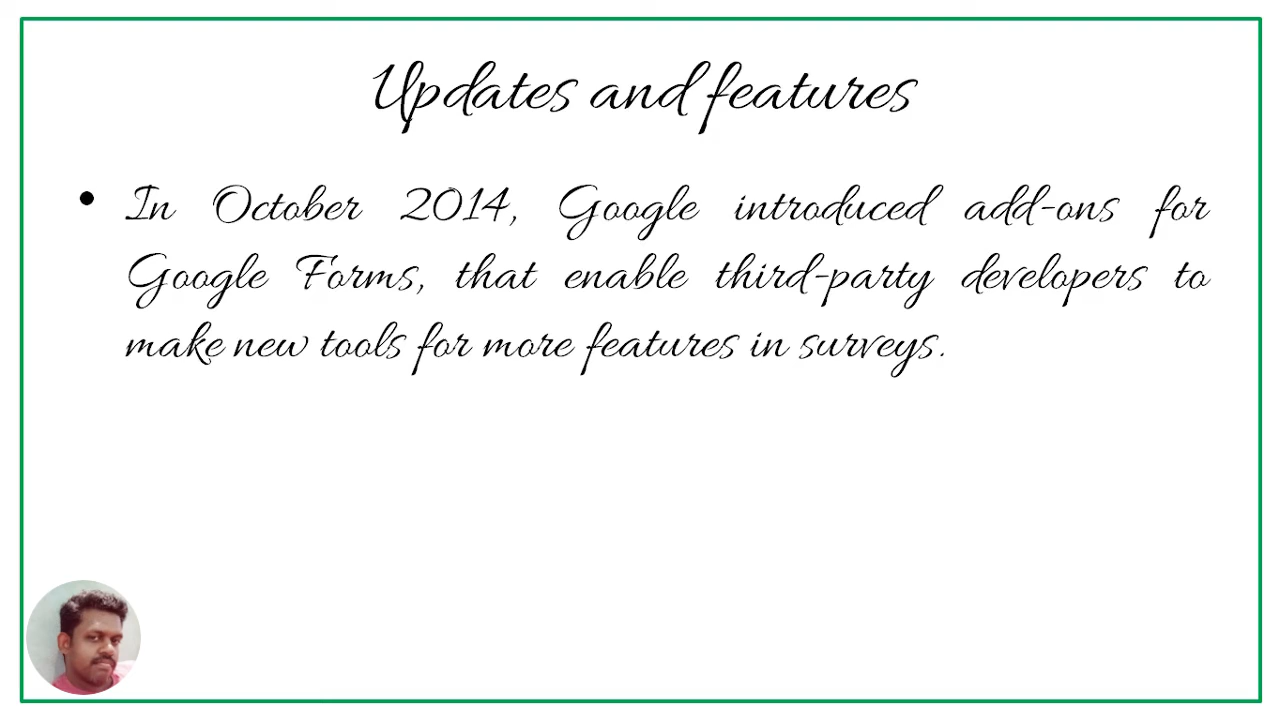 Updates and features
• In October 2014, Google introduced add-ons for
Google Forms, that enable third-party developers to
make new tools for more features in surveys.